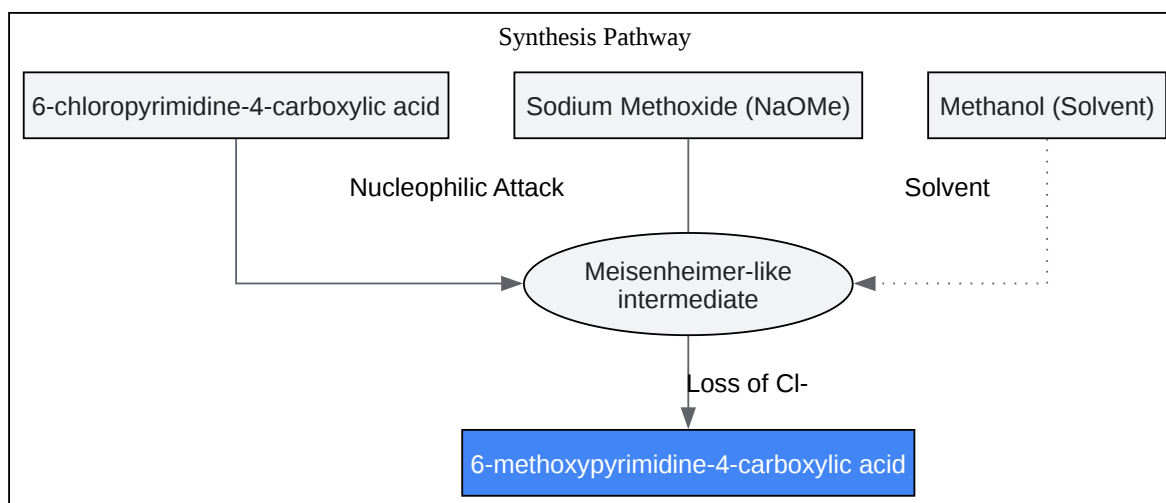 Synthesis Pathway
6-chloropyrimidine-4-carboxylic acid
Sodium Methoxide (NaOMe)
Methanol (Solvent)
Nucleophilic Attack
Solvent
Meisenheimer-like
intermediate
Loss of Cl-
6-methoxypyrimidine-4-carboxylic acid